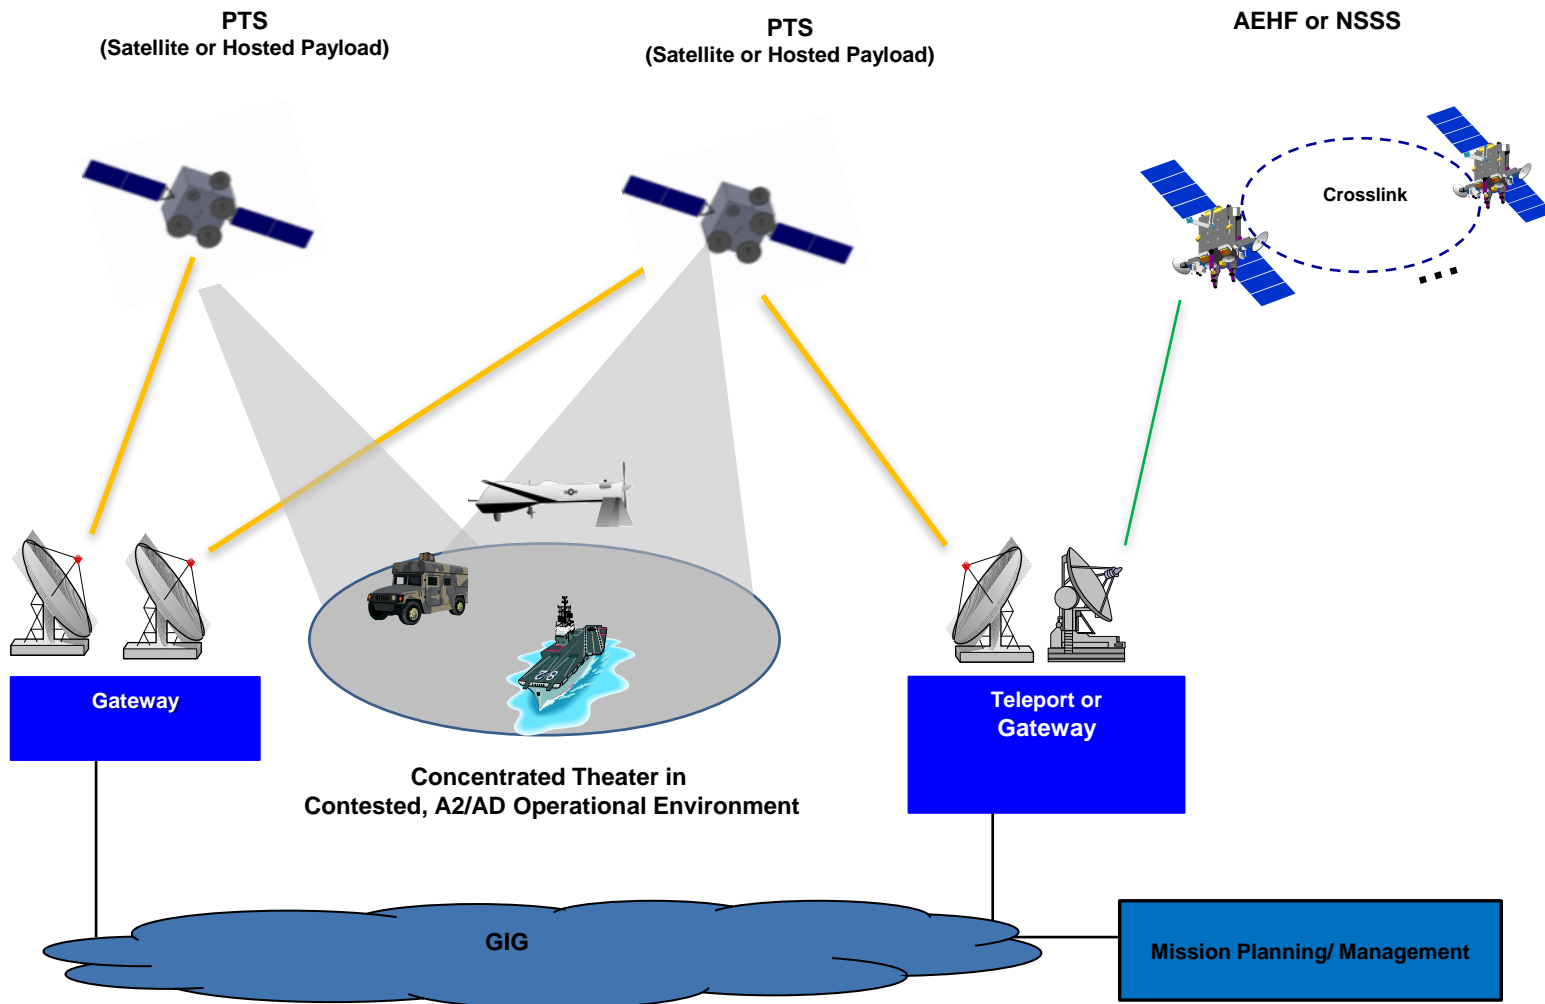 PTS
(Satellite or Hosted Payload)
PTS
(Satellite or Hosted Payload)
AEHF or NSSS
Crosslink
Gateway
Teleport or
Gateway
Concentrated Theater in
Contested, A2/AD Operational Environment
GIG
Mission Planning/ Management